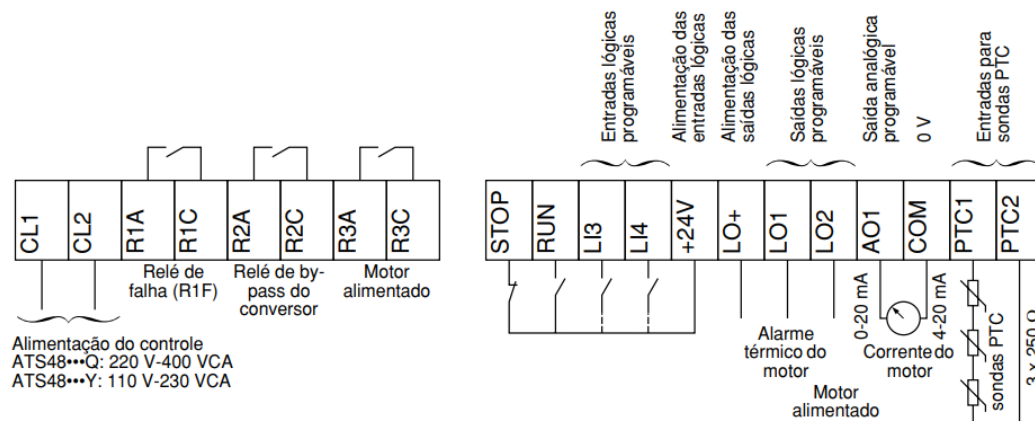 Entradas lógicas
programáveis
Alimentação das
entradas lógicas
Alimentação das
saídas lógicas
Saídas lógicas
programáveis
Saída analógica
programável
0 V
Entradas para
sondas PTC
CL1
CL2
R1A
R1C
R2A
R2C
R3A
R3C
STOP
RUN
LI3
LI4
+24V
LO+
LO1
LO2
AO1
COM
PTC1
PTC2
Relé de
falha (R1F)
Relé de by-
pass do
conversor
Motor
alimentado
Alimentação do controle
ATS48•••Q: 220 V-400 VCA
ATS48•••Y: 110 V-230 VCA
Alarme
térmico do
motor
Motor
alimentado
0-20 mA
4-20 mA
Corrente do
motor
sondas PTC
3 x 250 Ω